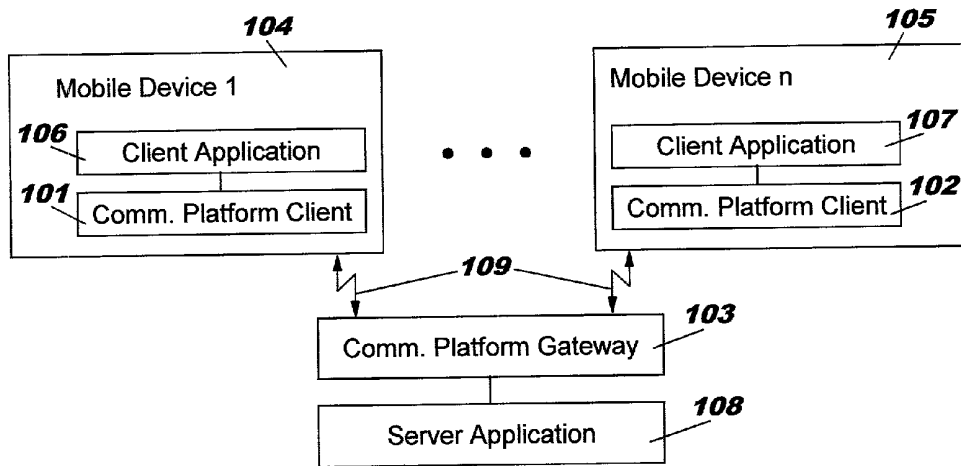 104
105
Mobile Device 1
Mobile Device n
106
Client Application
107
Client Application
101
Comm. Platform Client
102
Comm. Platform Client
109
103
Comm. Platform Gateway
108
Server Application